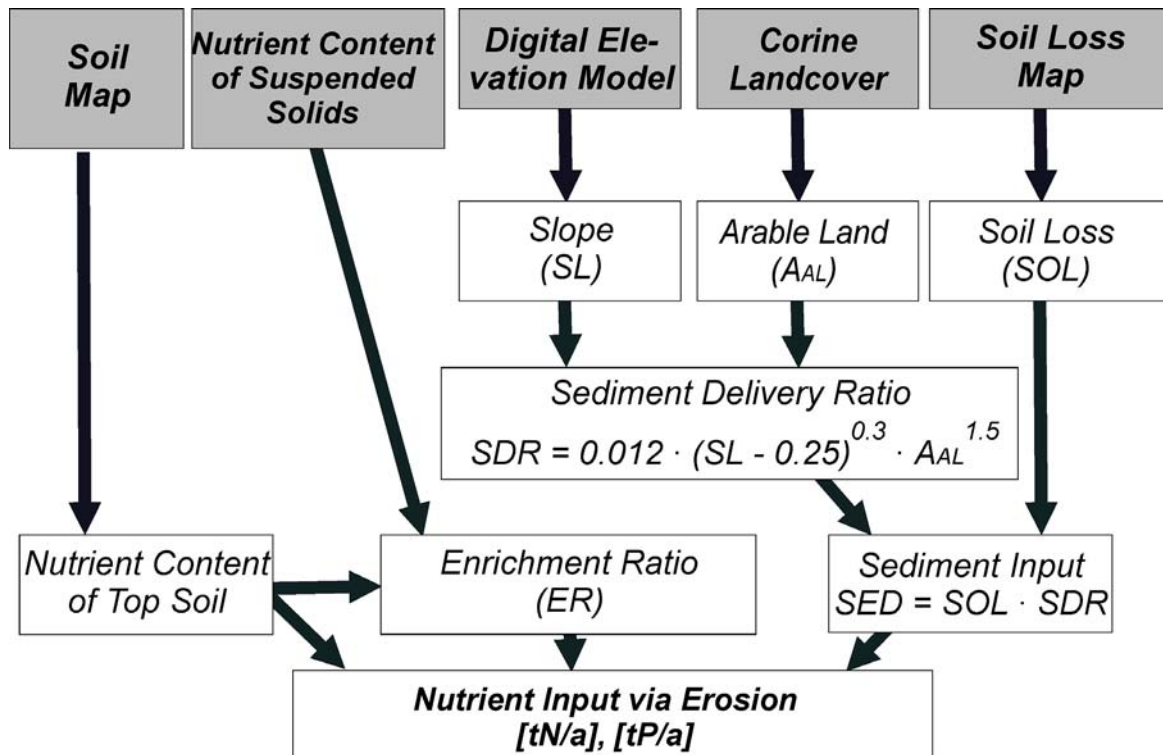 Soil
Map
Nutrient Content
of Suspended
Solids
Digital Ele-
vation Model
Corine
Landcover
Soil Loss
Map
Slope
(SL)
Arable Land
(AAL)
Soil Loss
(SOL)
Sediment Delivery Ratio
SDR = 0.012 · (SL - 0.25)^0.3 · AAL^1.5
Nutrient Content
of Top Soil
Enrichment Ratio
(ER)
Sediment Input
SED = SOL · SDR
Nutrient Input via Erosion
[tN/a], [tP/a]